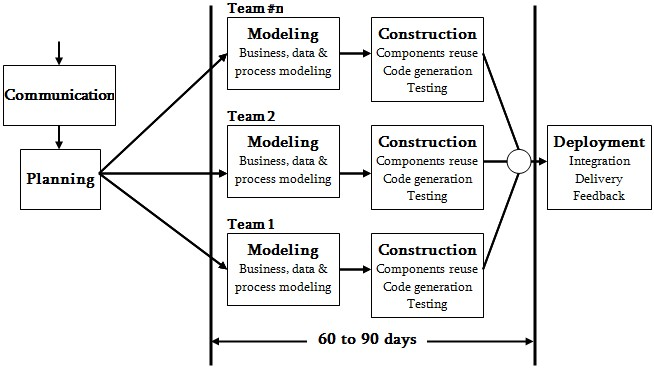 Communication
Planning
Team #n
Modeling
Business, data &
process modeling
Construction
Components reuse
Code generation
Testing
Team 2
Modeling
Business, data &
process modeling
Construction
Components reuse
Code generation
Testing
Team 1
Modeling
Business, data &
process modeling
Construction
Components reuse
Code generation
Testing
Deployment
Integration
Delivery
Feedback
60 to 90 days